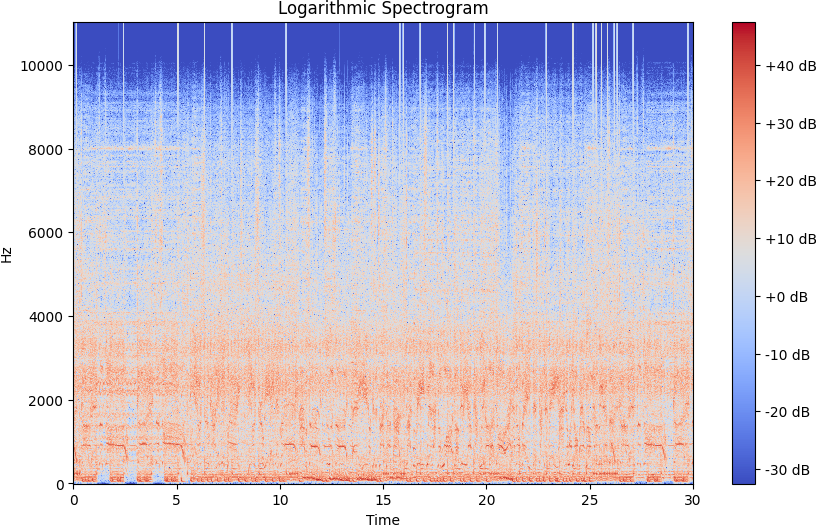 Logarithmic Spectrogram
Hz
10000
8000
6000
4000
2000
0
0 5 10 15 20 25 30
Time
+40 dB
+30 dB
+20 dB
+10 dB
+0 dB
-10 dB
-20 dB
-30 dB